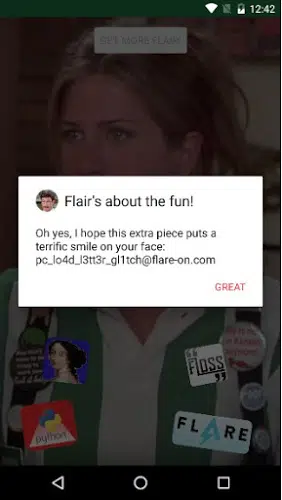 12:42
GET MORE FLAIR!
Flair's about the fun!
Oh yes, I hope this extra piece puts a
terrific smile on your face:
pc_lo4d_l3tt3r_gl1tch@flare-on.com
GREAT
FLOSS
python
FLARE